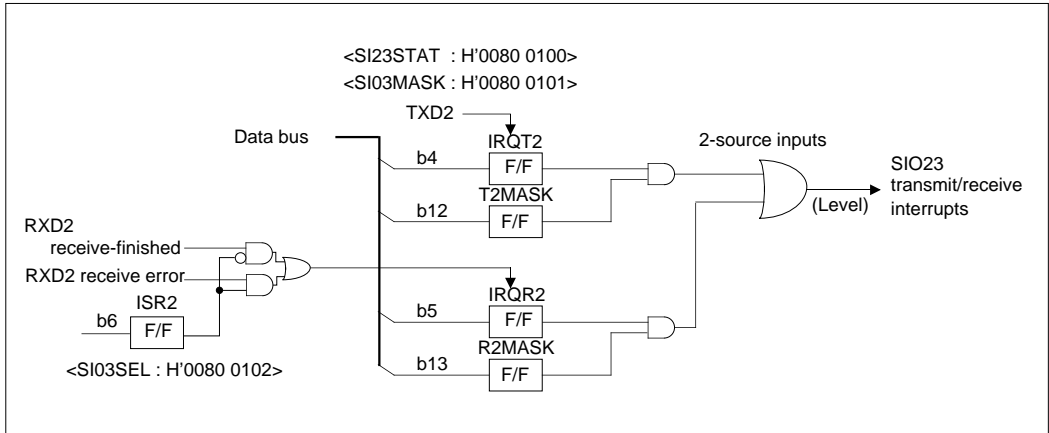 <SI23STAT : H'0080 0100>
<SI03MASK : H'0080 0101>
TXD2
Data bus
IRQT2
2-source inputs
b4
F/F
SIO23
transmit/receive
interrupts
T2MASK
(Level)
b12
F/F
RXD2
receive-finished
RXD2 receive error
ISR2
IRQR2
b6
F/F
b5
F/F
R2MASK
<SI03SEL : H'0080 0102>
b13
F/F